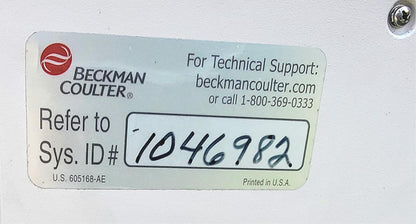 BECKMAN
COULTER®
For Technical Support:
beckmancoulter.com
or call 1-800-369-0333
Refer to
Sys. ID# 1046982
U.S. 605168-AE
Printed in U.S.A.